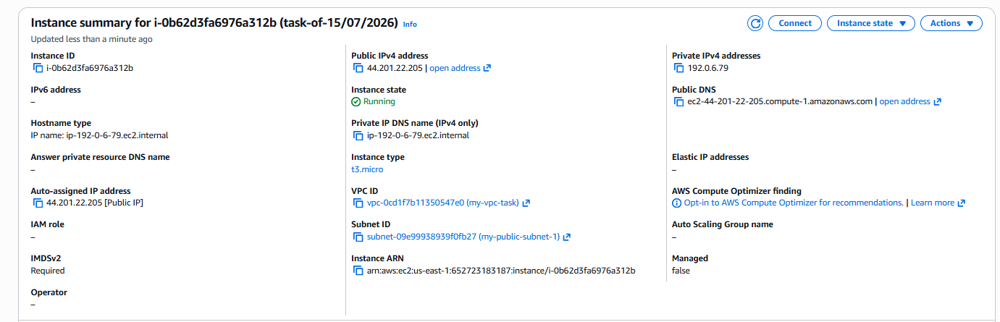 Instance summary for i-0b62d3fa6976a312b (task-of-15/07/2026) Info
Connect
Instance state
Actions
Updated less than a minute ago
Instance ID
i-0b62d3fa6976a312b
Public IPv4 address
44.201.22.205 | open address
Private IPv4 addresses
192.0.6.79
IPv6 address
–
Instance state
Running
Public DNS
ec2-44-201-22-205.compute-1.amazonaws.com | open address
Hostname type
IP name: ip-192-0-6-79.ec2.internal
Private IP DNS name (IPv4 only)
ip-192-0-6-79.ec2.internal
Answer private resource DNS name
–
Instance type
t3.micro
Elastic IP addresses
–
Auto-assigned IP address
44.201.22.205 [Public IP]
VPC ID
vpc-0cd1f7b11350547e0 (my-vpc-task)
AWS Compute Optimizer finding
Opt-in to AWS Compute Optimizer for recommendations. | Learn more
IAM role
–
Subnet ID
subnet-09e99938939f0fb27 (my-public-subnet-1)
Auto Scaling Group name
–
IMDSv2
Required
Instance ARN
arn:aws:ec2:us-east-1:652723183187:instance/i-0b62d3fa6976a312b
Managed
false
Operator
–